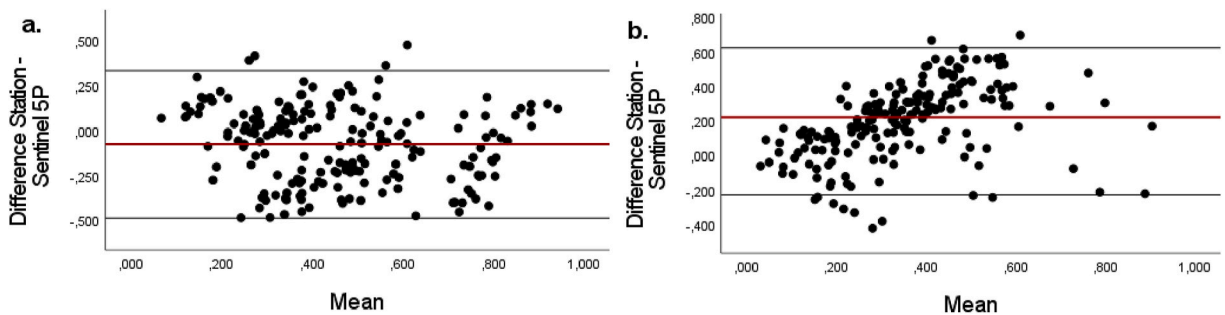 a.
Difference Station -
Sentinel 5P
,500
,250
,000
-,250
-,500
,000 ,200 ,400 ,600 ,800 1,000
Mean
b.
Difference Station -
Sentinel 5P
,800
,600
,400
,200
,000
-,200
-,400
,000 ,200 ,400 ,600 ,800 1,000
Mean